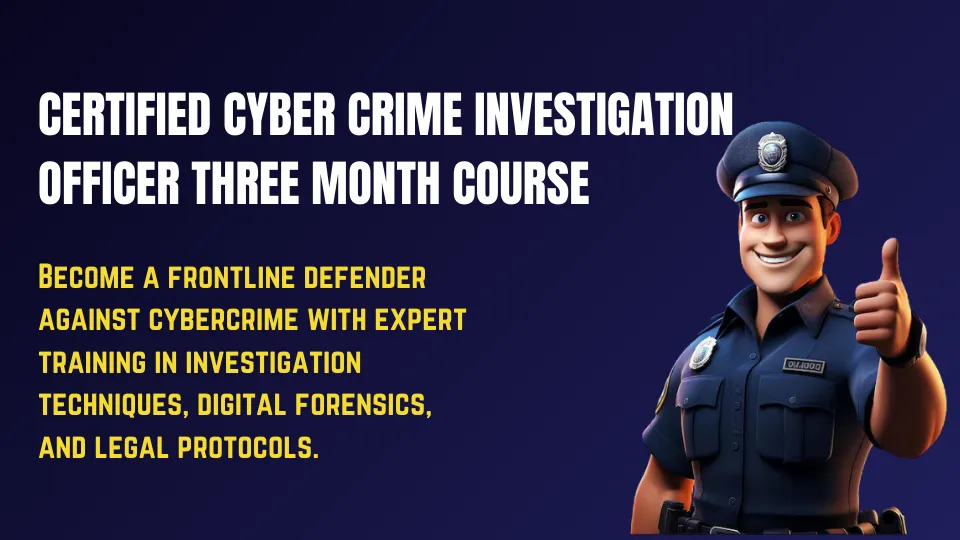 CERTIFIED CYBER CRIME INVESTIGATION
OFFICER THREE MONTH COURSE
BECOME A FRONTLINE DEFENDER
AGAINST CYBERCRIME WITH EXPERT
TRAINING IN INVESTIGATION
TECHNIQUES, DIGITAL FORENSICS,
AND LEGAL PROTOCOLS.